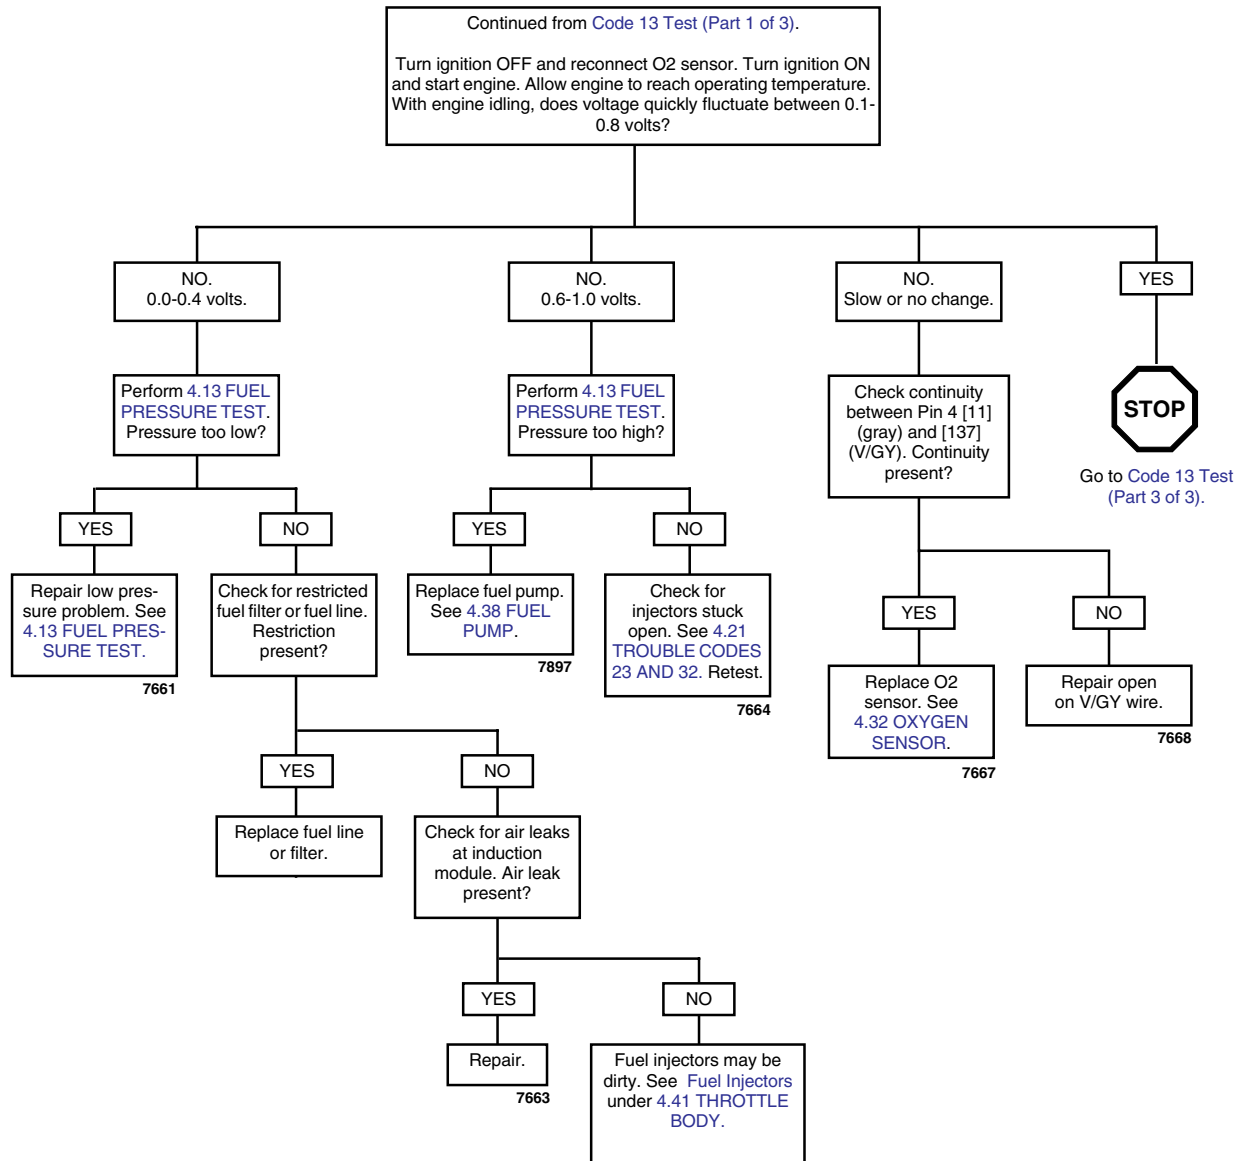 Continued from Code 13 Test (Part 1 of 3).
Turn ignition OFF and reconnect O2 sensor. Turn ignition ON
and start engine. Allow engine to reach operating temperature.
With engine idling, does voltage quickly fluctuate between 0.1-
0.8 volts?
NO.
0.0-0.4 volts.
NO.
0.6-1.0 volts.
NO.
Slow or no change.
YES
Perform 4.13 FUEL
PRESSURE TEST.
Pressure too low?
Perform 4.13 FUEL
PRESSURE TEST.
Pressure too high?
Check continuity
between Pin 4 [11]
(gray) and [137]
(V/GY). Continuity
present?
STOP
Go to Code 13 Test
(Part 3 of 3).
YES
NO
YES
NO
Repair low pres-
sure problem. See
4.13 FUEL PRES-
SURE TEST.
7661
Check for restricted
fuel filter or fuel line.
Restriction
present?
Replace fuel pump.
See 4.38 FUEL
PUMP.
7897
Check for
injectors stuck
open. See 4.21
TROUBLE CODES
23 AND 32. Retest.
7664
YES
NO
Replace O2
sensor. See
4.32 OXYGEN
SENSOR.
7667
Repair open
on V/GY wire.
7668
YES
NO
Replace fuel line
or filter.
Check for air leaks
at induction
module. Air leak
present?
YES
NO
Repair.
7663
Fuel injectors may be
dirty. See Fuel Injectors
under 4.41 THROTTLE
BODY.